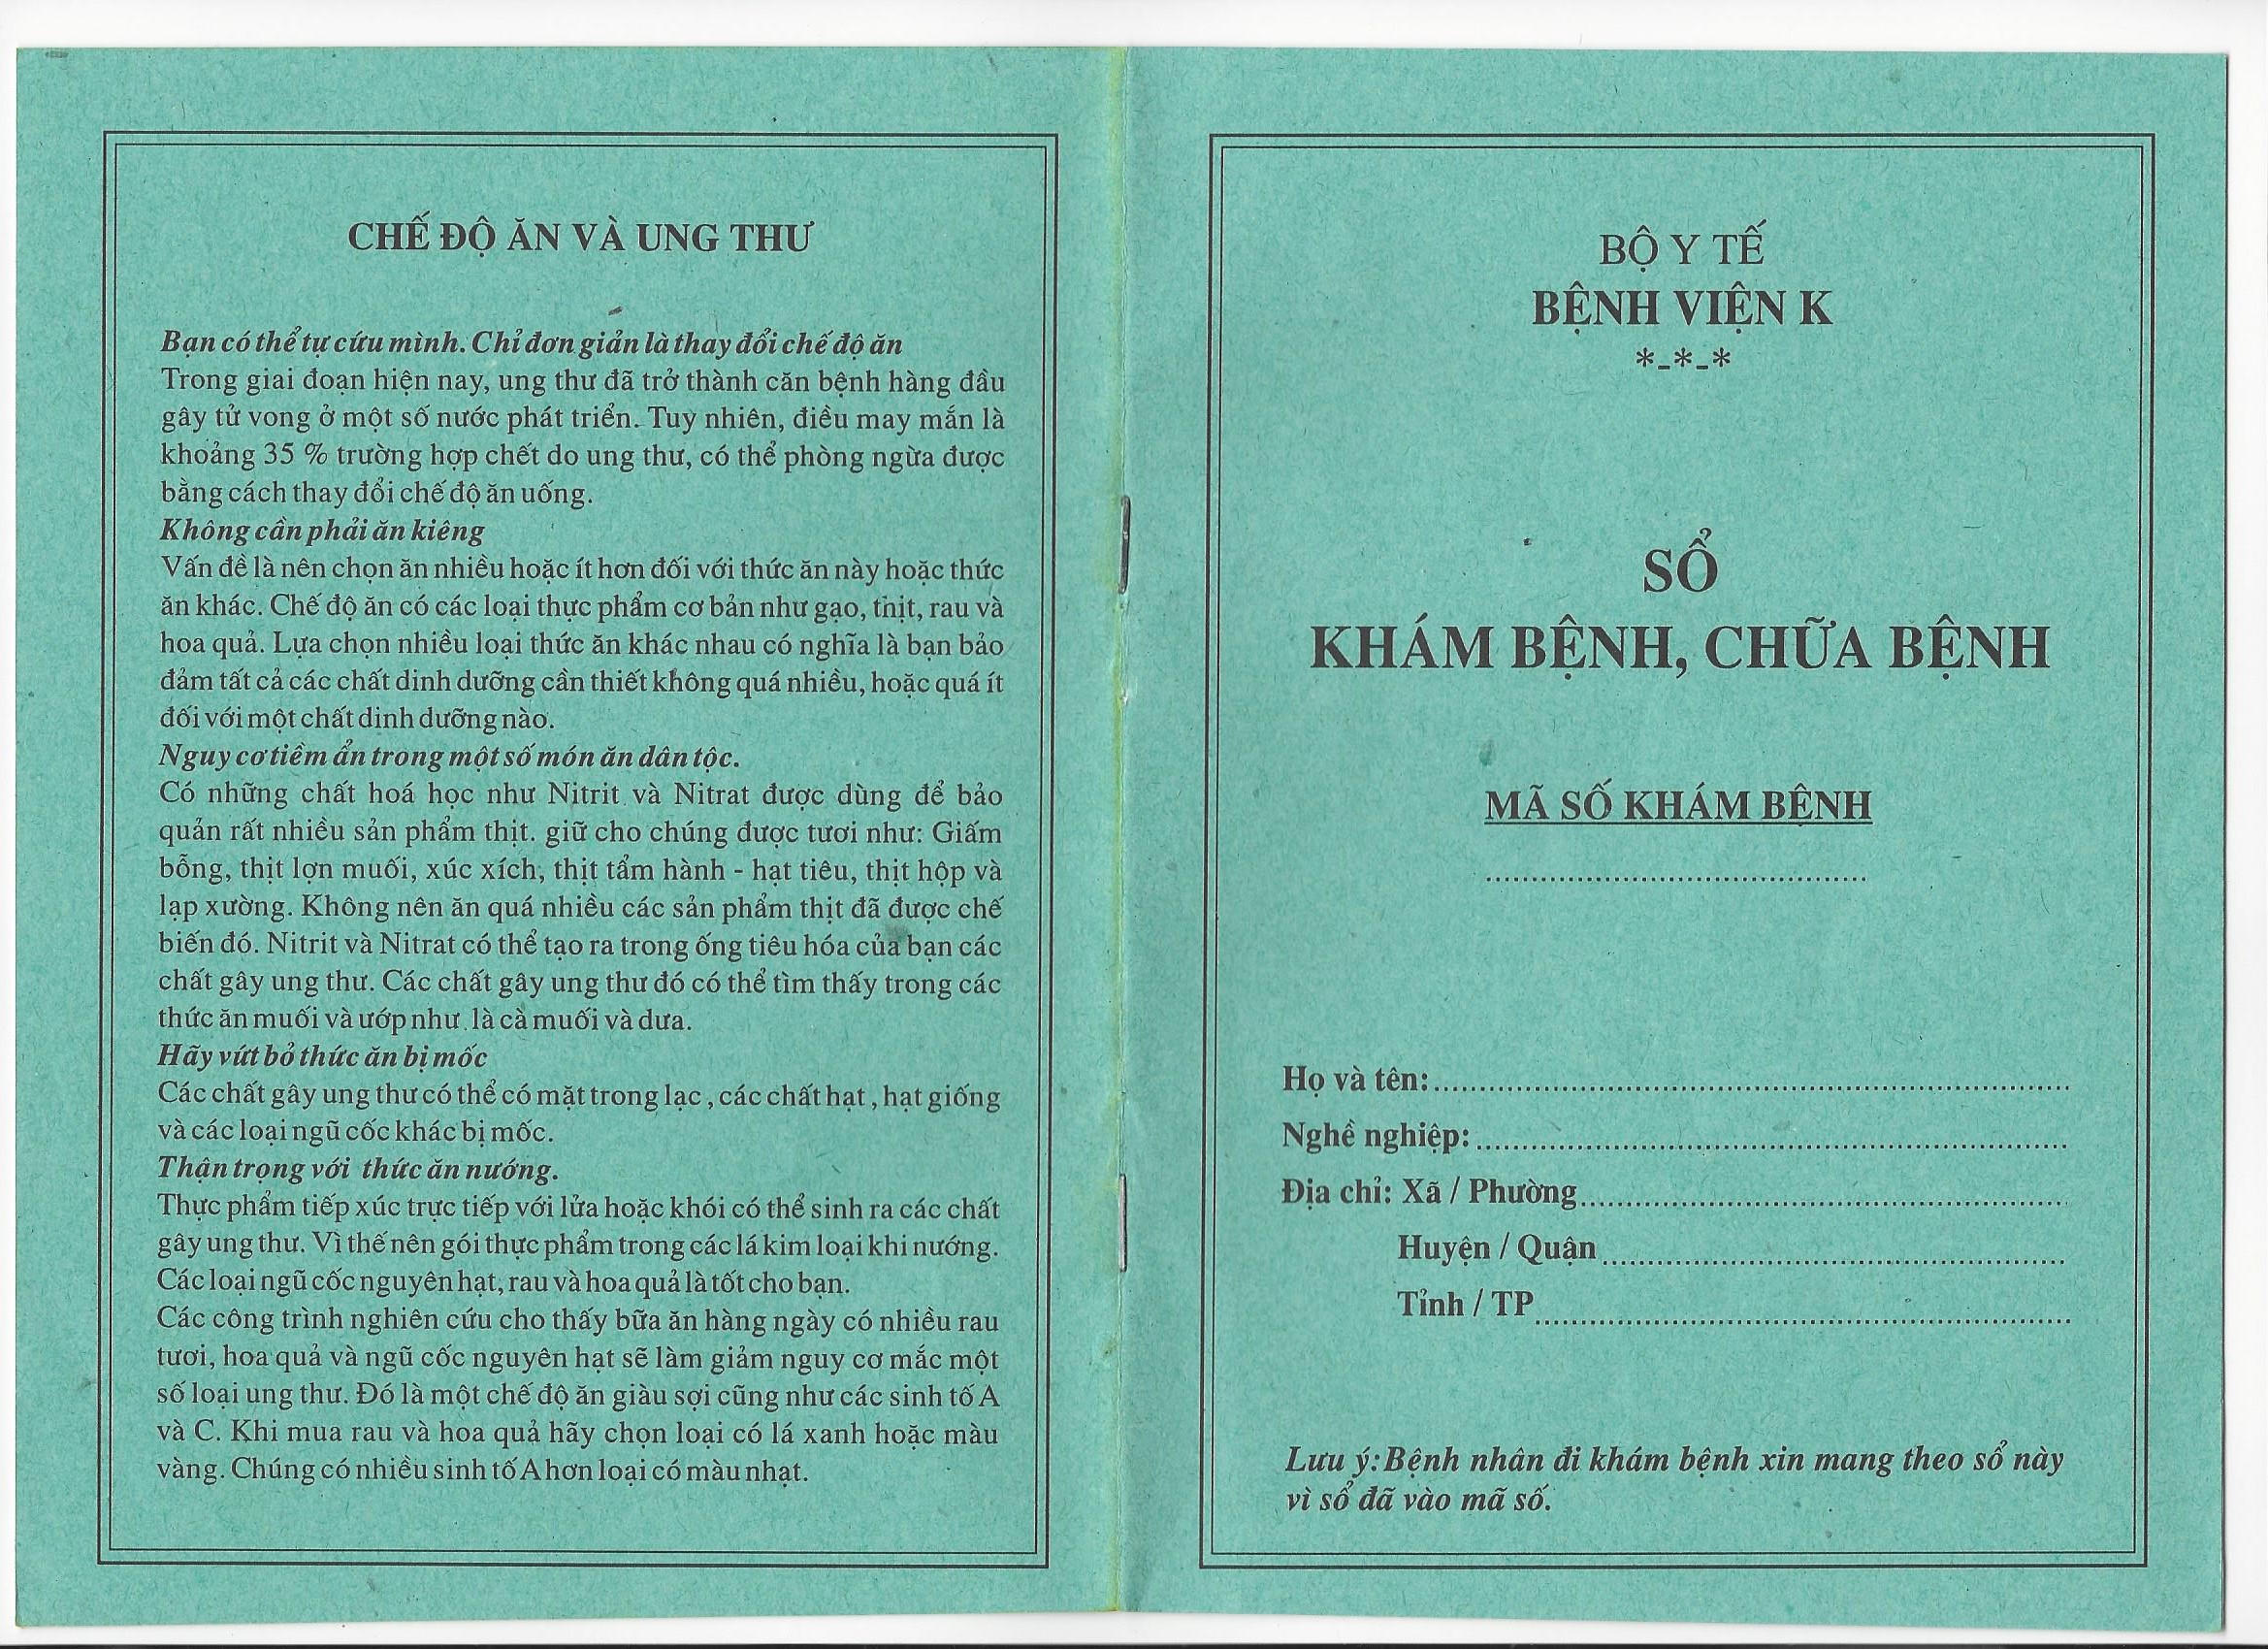 CHẾ ĐỘ ĂN VÀ UNG THƯ
Bạn có thể tự cứu mình. Chỉ đơn giản là thay đổi chế độ ăn
Trong giai đoạn hiện nay, ung thư đã trở thành căn bệnh hàng đầu
gây tử vong ở một số nước phát triển. Tuy nhiên, điều may mắn là
khoảng 35 % trường hợp chết do ung thư, có thể phòng ngừa được
bằng cách thay đổi chế độ ăn uống.
Không cần phải ăn kiêng
Vấn đề là nên chọn ăn nhiều hoặc ít hơn đối với thức ăn này hoặc thức
ăn khác. Chế độ ăn có các loại thực phẩm cơ bản như gạo, thịt, rau và
hoa quả. Lựa chọn nhiều loại thức ăn khác nhau có nghĩa là bạn bảo
đảm tất cả các chất dinh dưỡng cần thiết không quá nhiều, hoặc quá ít
đối với một chất dinh dưỡng nào.
Nguy cơ tiềm ẩn trong một số món ăn dân tộc.
Có những chất hoá học như Nitrit và Nitrat được dùng để bảo
quản rất nhiều sản phẩm thịt. giữ cho chúng được tươi như: Giấm
bỗng, thịt lợn muối, xúc xích, thịt tẩm hành - hạt tiêu, thịt hộp và
lạp xường. Không nên ăn quá nhiều các sản phẩm thịt đã được chế
biến đó. Nitrit và Nitrat có thể tạo ra trong ống tiêu hóa của bạn các
chất gây ung thư. Các chất gây ung thư đó có thể tìm thấy trong các
thức ăn muối và ướp như là cà muối và dưa.
Hãy vứt bỏ thức ăn bị mốc
Các chất gây ung thư có thể có mặt trong lạc , các chất hạt , hạt giống
và các loại ngũ cốc khác bị mốc.
Thận trọng với thức ăn nướng.
Thực phẩm tiếp xúc trực tiếp với lửa hoặc khói có thể sinh ra các chất
gây ung thư. Vì thế nên gói thực phẩm trong các lá kim loại khi nướng.
Các loại ngũ cốc nguyên hạt, rau và hoa quả là tốt cho bạn.
Các công trình nghiên cứu cho thấy bữa ăn hàng ngày có nhiều rau
tươi, hoa quả và ngũ cốc nguyên hạt sẽ làm giảm nguy cơ mắc một
số loại ung thư. Đó là một chế độ ăn giàu sợi cũng như các sinh tố A
và C. Khi mua rau và hoa quả hãy chọn loại có lá xanh hoặc màu
vàng. Chúng có nhiều sinh tố A hơn loại có màu nhạt.
BỘ Y TẾ
BỆNH VIỆN K
*-*-*
SỔ
KHÁM BỆNH, CHỮA BỆNH
MÃ SỐ KHÁM BỆNH
Họ và tên:
Nghề nghiệp:
Địa chỉ: Xã / Phường
Huyện / Quận
Tỉnh / TP
Lưu ý:Bệnh nhân đi khám bệnh xin mang theo sổ này
vì sổ đã vào mã số.